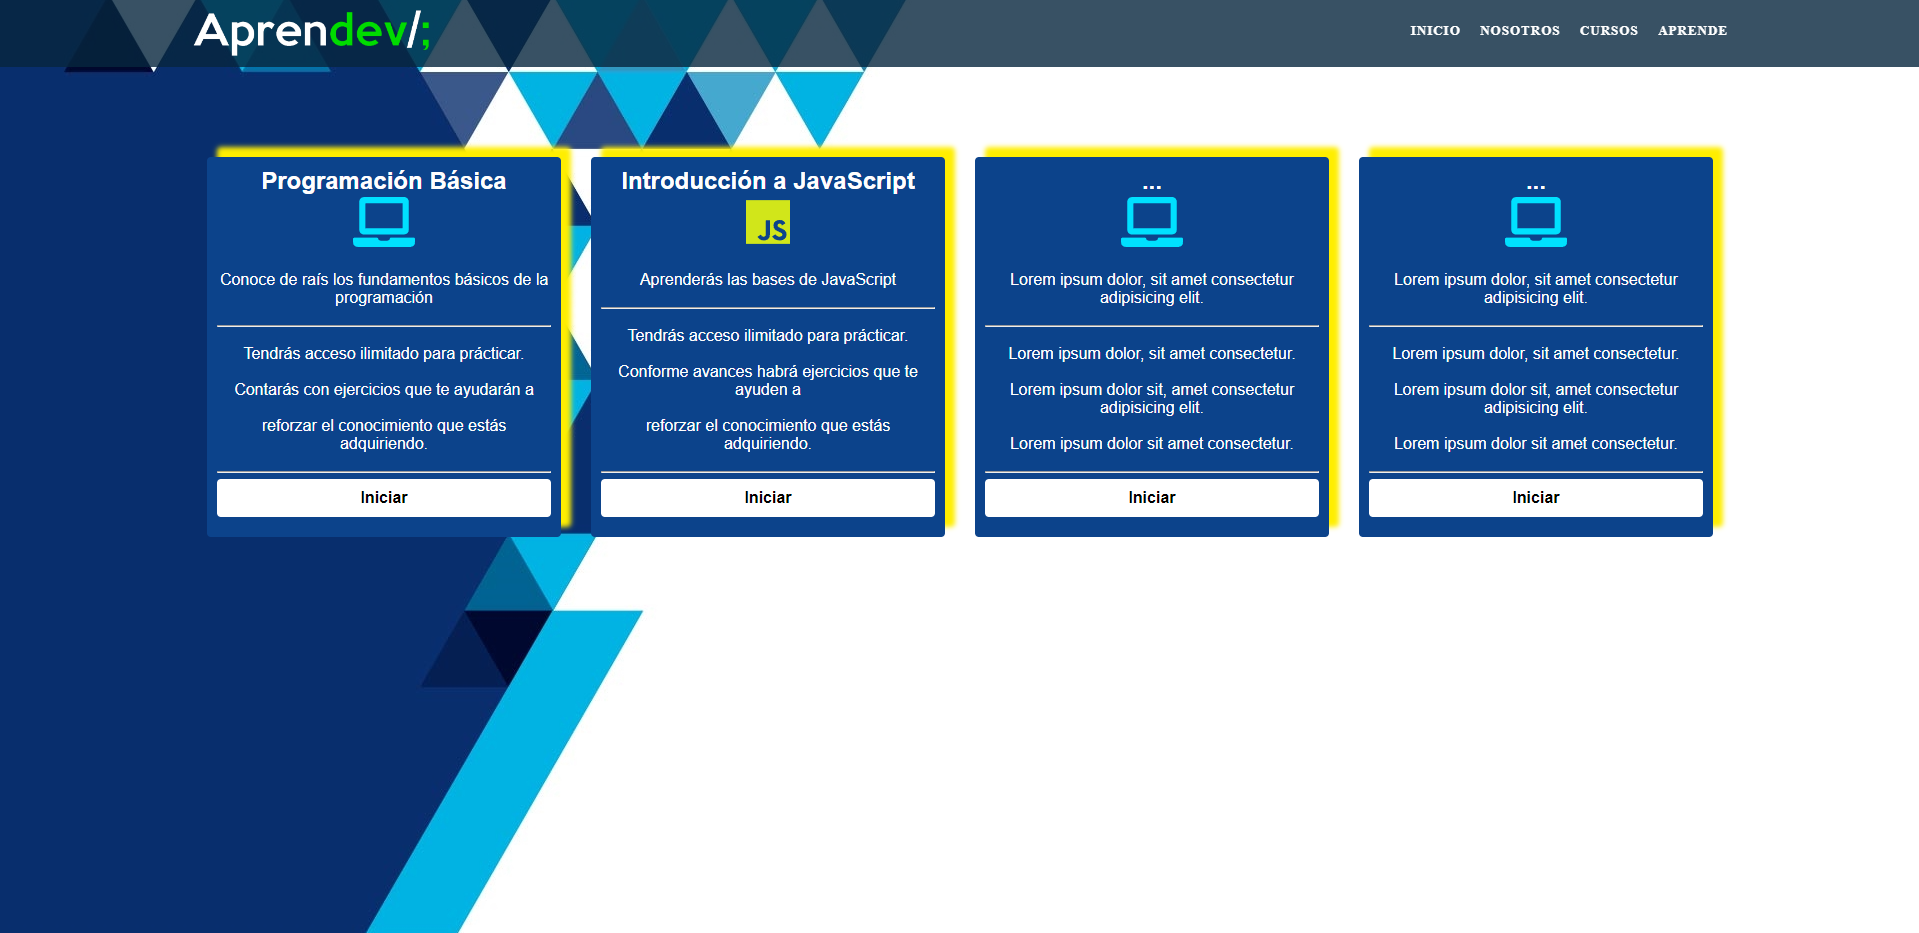 Aprendev/;
INICIO NOSOTROS CURSOS APRENDE
Programación Básica
Conoce de raís los fundamentos básicos de la
programación
Tendrás acceso ilimitado para prácticar.
Contarás con ejercicios que te ayudarán a
reforzar el conocimiento que estás
adquiriendo.
Iniciar
Introducción a JavaScript
JS
Aprenderás las bases de JavaScript
Tendrás acceso ilimitado para prácticar.
Conforme avances habrá ejercicios que te
ayuden a
reforzar el conocimiento que estás
adquiriendo.
Iniciar
...
Lorem ipsum dolor, sit amet consectetur
adipisicing elit.
Lorem ipsum dolor, sit amet consectetur.
Lorem ipsum dolor sit, amet consectetur
adipisicing elit.
Lorem ipsum dolor sit amet consectetur.
Iniciar
...
Lorem ipsum dolor, sit amet consectetur
adipisicing elit.
Lorem ipsum dolor, sit amet consectetur.
Lorem ipsum dolor sit, amet consectetur
adipisicing elit.
Lorem ipsum dolor sit amet consectetur.
Iniciar